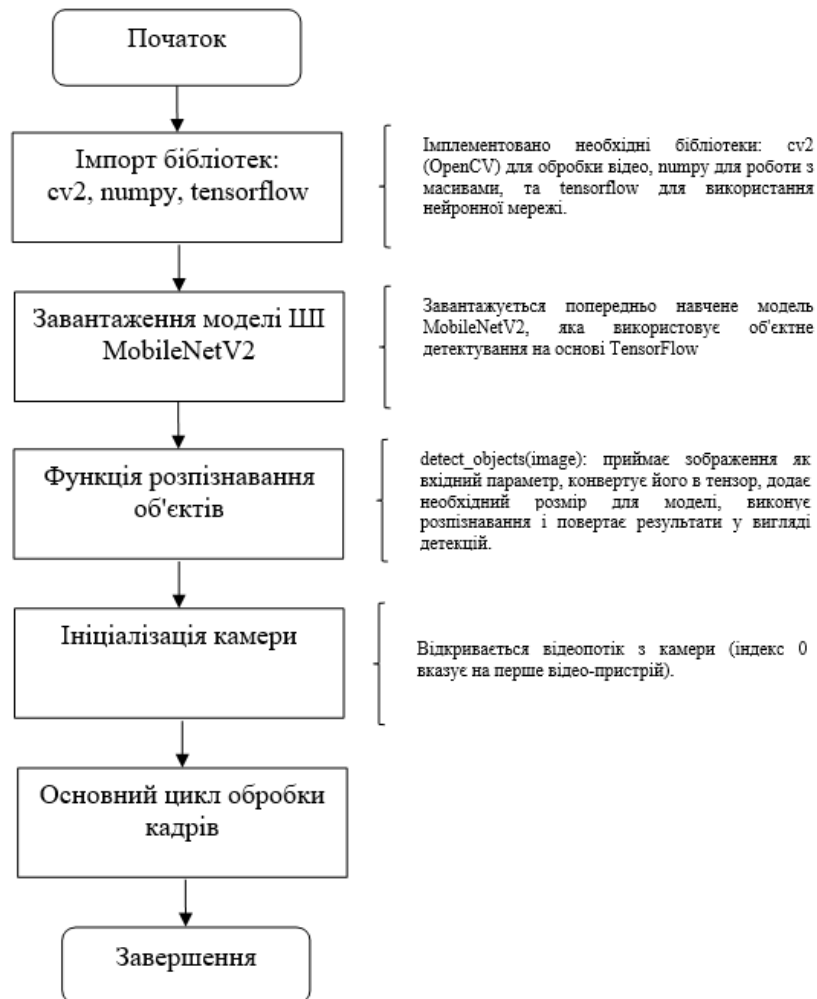 Початок
Імпорт бібліотек:
cv2, numpy, tensorflow
Імплементовано необхідні бібліотеки: cv2
(OpenCV) для обробки відео, numpy для роботи з
масивами, та tensorflow для використання
нейронної мережі.
Завантаження моделі ШІ
MobileNetV2
Завантажується попередньо навчене модель
MobileNetV2, яка використовує об'єктне
детектування на основі TensorFlow
Функція розпізнавання
об'єктів
detect_objects(image): приймає зображення як
вхідний параметр, конвертує його в тензор, додає
необхідний розмір для моделі, виконує
розпізнавання і повертає результати у вигляді
детекцій.
Ініціалізація камери
Відкривається відеопотік з камери (індекс 0
вказує на перше відео-пристрій).
Основний цикл обробки
кадрів
Завершення